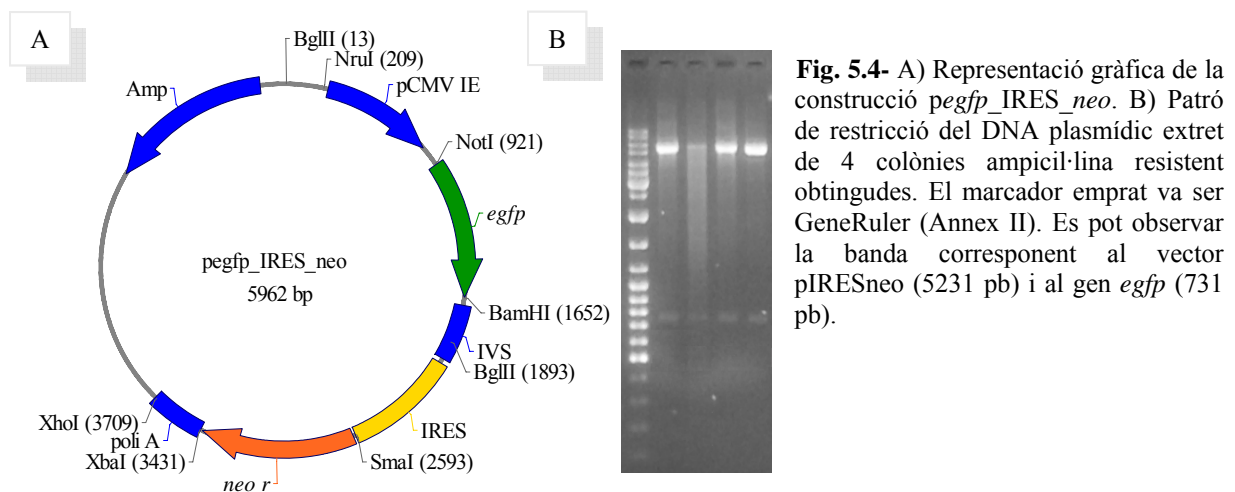 A
BglII (13)
NruI (209)
pCMV IE
Amp
NotI (921)
egfp
pegfp_IRES_neo
5962 bp
BamHI (1652)
IVS
BglII (1893)
XhoI (3709)
poli A
XbaI (3431)
IRES
SmaI (2593)
neo r
B
Fig. 5.4- A) Representació gràfica de la
construcció pegfp_IRES_neo. B) Patró
de restricció del DNA plasmídic extret
de 4 colònies ampicil·lina resistent
obtingudes. El marcador emprat va ser
GeneRuler (Annex II). Es pot observar
la banda corresponent al vector
pIRESneo (5231 pb) i al gen egfp (731
pb).